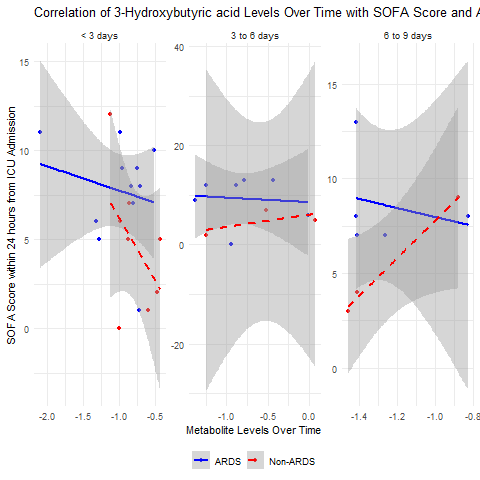 Correlation of 3-Hydroxybutyric acid Levels Over Time with SOFA Score and A
< 3 days
3 to 6 days
6 to 9 days
SOFA Score within 24 hours from ICU Admission
15
10
5
0
40
20
0
-20
15
10
5
0
-2.0 -1.5 -1.0 -0.5
-1.0 -0.5 0.0
-1.4 -1.2 -1.0 -0.8
Metabolite Levels Over Time
ARDS Non-ARDS